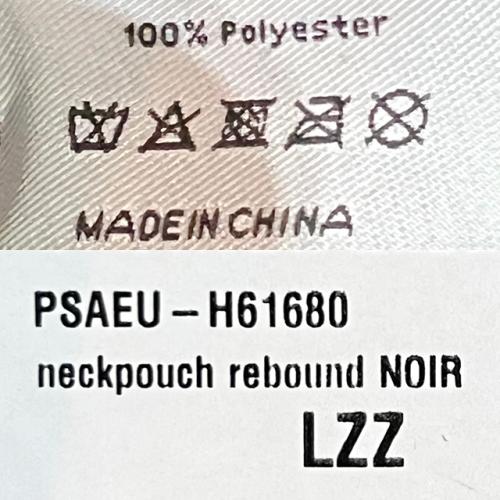 100% Polyester
MADE IN CHINA
PSAEU – H61680
neckpouch rebound NOIR
LZZ